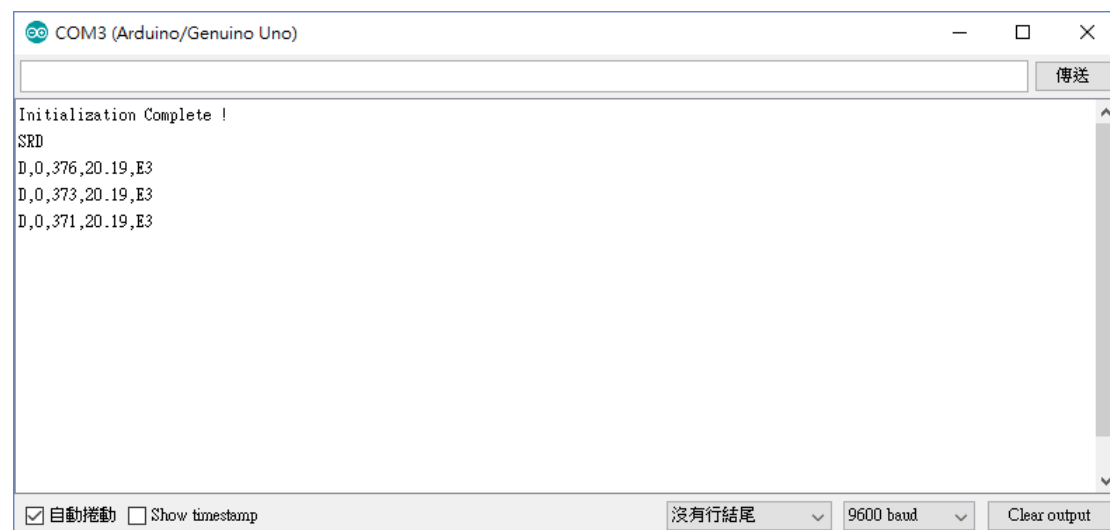 COM3 (Arduino/Genuino Uno)
傳送
Initialization Complete !
SRD
D,0,376,20.19,E3
D,0,373,20.19,E3
D,0,371,20.19,E3
自動捲動 Show timestamp 沒有行結尾 9600 baud Clear output